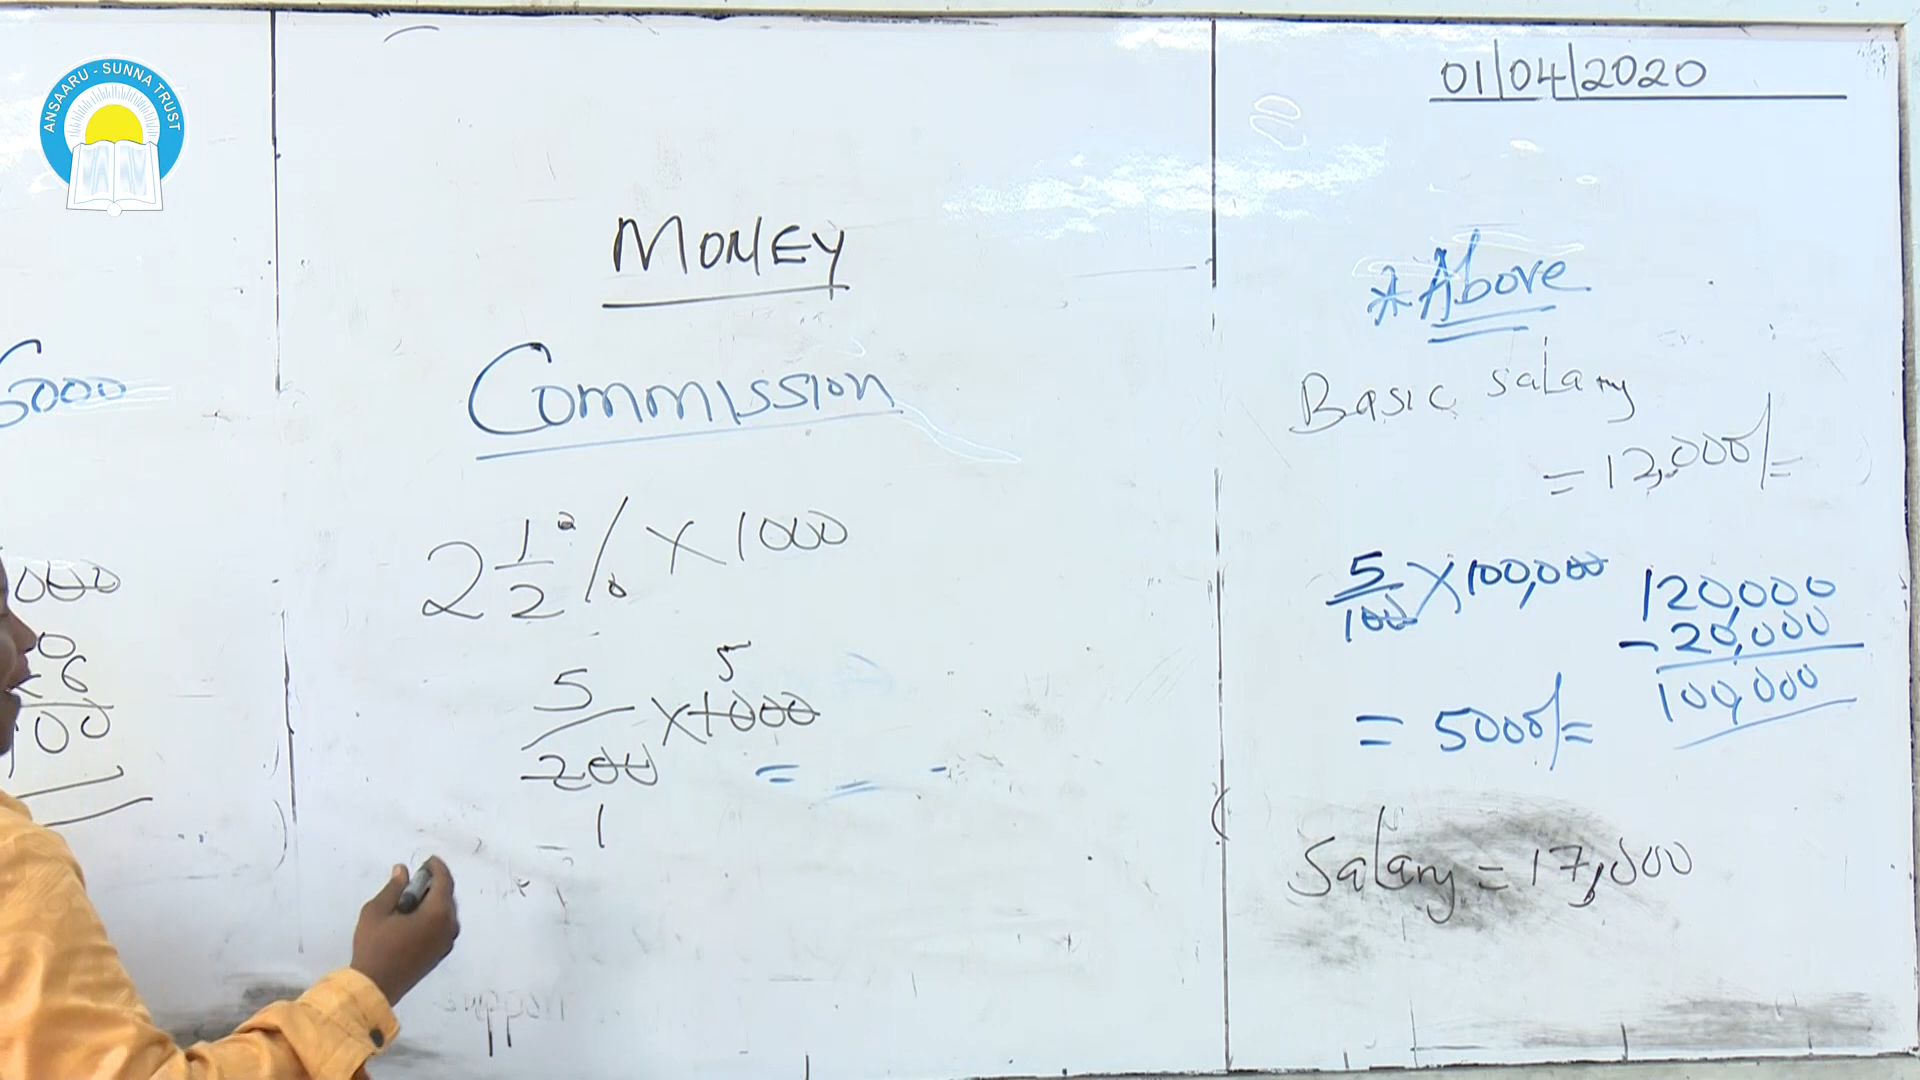 ANSAARU - SUNNA TRUST
01/04/2020
MONEY
Commission
2 1/2 % X 1000
5/200 X 1000
5
1
=
*Above
Basic salary
= 12,000/=
5/100 X 100,000
= 5000/=
120,000
- 20,000
100,000
Salary = 17,000